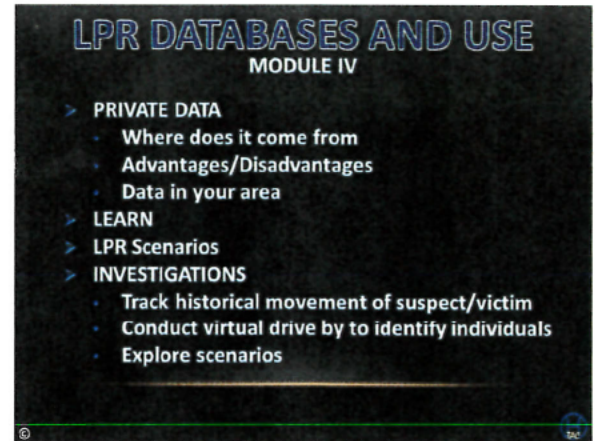 LPR DATABASES AND USE
MODULE IV
➢ PRIVATE DATA
• Where does it come from
• Advantages/Disadvantages
• Data in your area
➢ LEARN
➢ LPR Scenarios
➢ INVESTIGATIONS
• Track historical movement of suspect/victim
• Conduct virtual drive by to identify individuals
• Explore scenarios
©
TAG